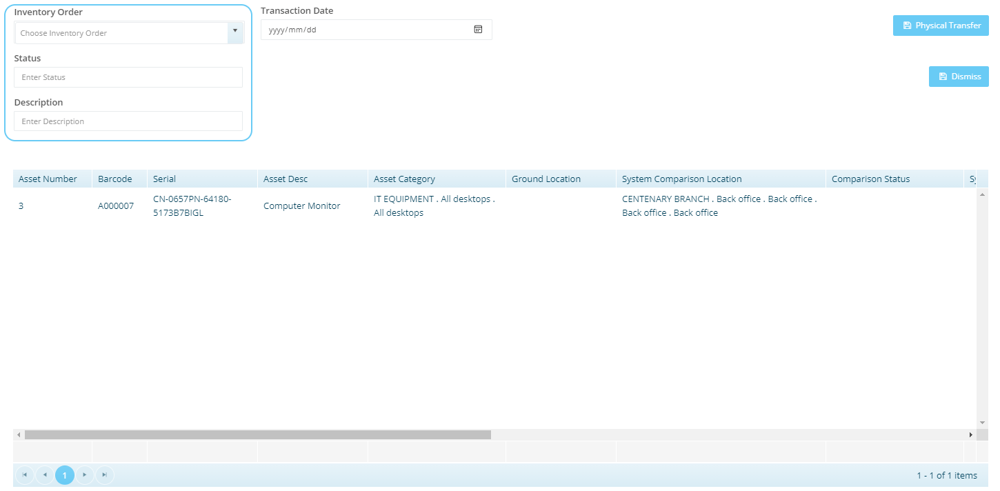 Inventory Order
Choose Inventory Order
Status
Enter Status
Description
Enter Description
Transaction Date
yyyy/mm/dd
Physical Transfer
Dismiss
Asset Number Barcode Serial Asset Desc Asset Category Ground Location System Comparison Location Comparison Status
3 A000007 CN-0657PN-64180-
5173B7BIGL Computer Monitor IT EQUIPMENT . All desktops .
All desktops CENTENARY BRANCH . Back office . Back office .
Back office . Back office
1
1 - 1 of 1 items